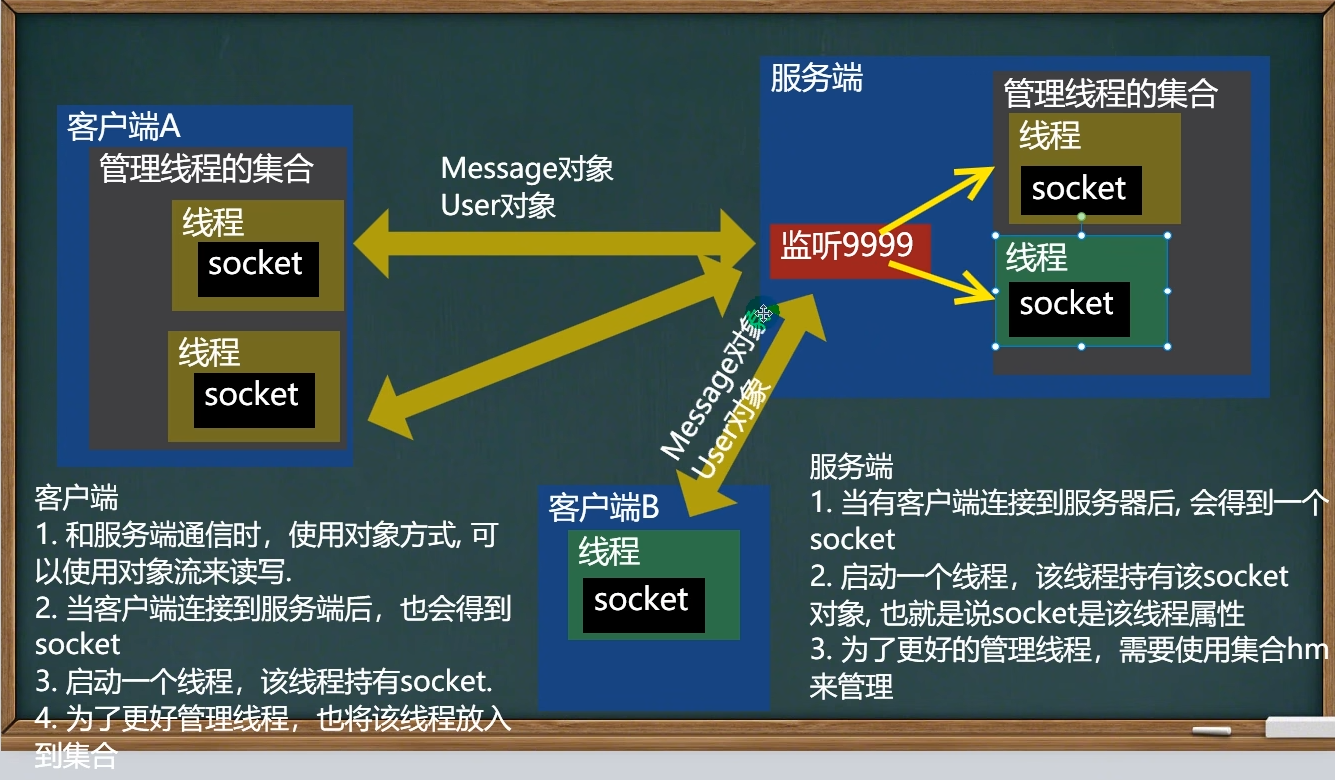 客户端A
管理线程的集合
线程
socket
线程
socket
Message对象
User对象
服务端
管理线程的集合
线程
socket
监听9999
线程
socket
Message对象
User对象
客户端B
线程
socket
客户端
1. 和服务端通信时，使用对象方式, 可
以使用对象流来读写.
2. 当客户端连接到服务端后，也会得到
socket
3. 启动一个线程，该线程持有socket.
4. 为了更好管理线程，也将该线程放入
到集合
服务端
1. 当有客户端连接到服务器后, 会得到一个
socket
2. 启动一个线程，该线程持有该socket
对象, 也就是说socket是该线程属性
3. 为了更好的管理线程，需要使用集合hm
来管理